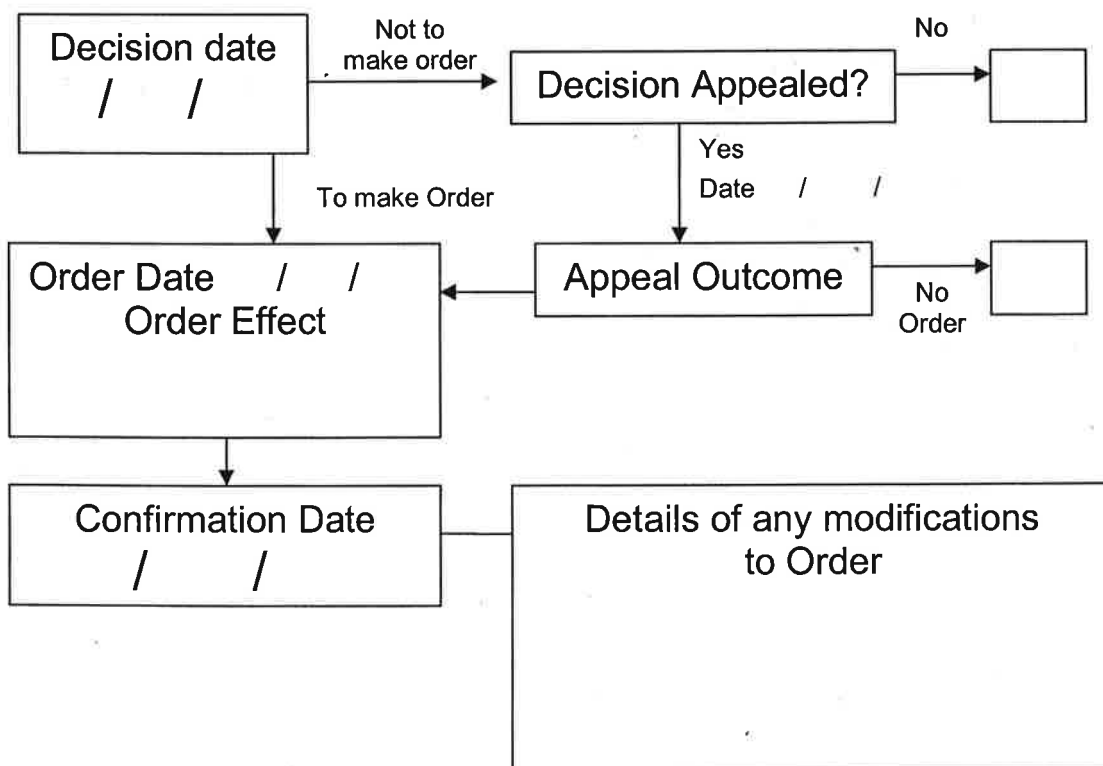 Decision date
/ /
Not to
make order
Decision Appealed?
No
Yes
Date / /
To make Order
Order Date / /
Order Effect
Appeal Outcome
No
Order
Confirmation Date
/ /
Details of any modifications
to Order